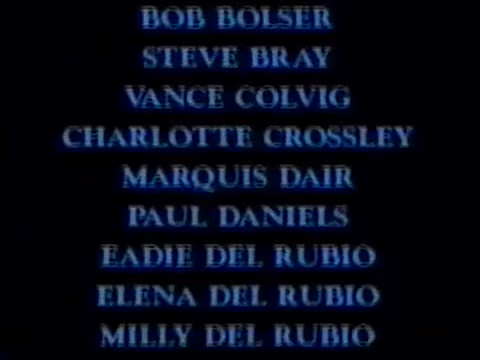 BOB BOLSER
STEVE BRAY
VANCE COLVIG
CHARLOTTE CROSSLEY
MARQUIS DAIR
PAUL DANIELS
EADIE DEL RUBIO
ELENA DEL RUBIO
MILLY DEL RUBIO